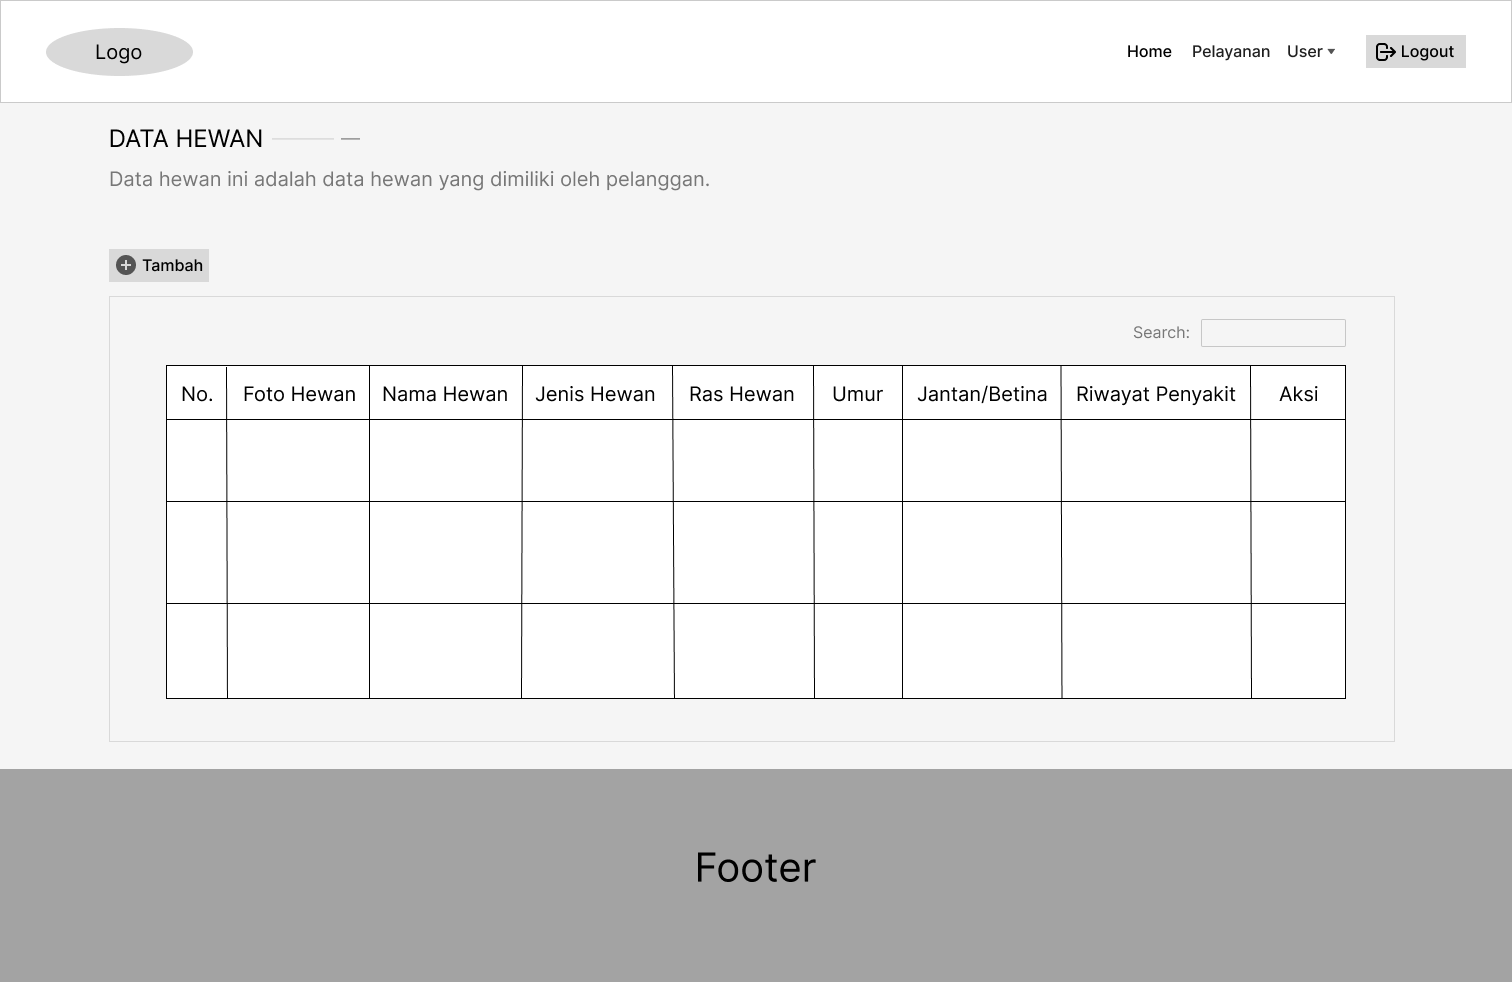 Logo
Home Pelayanan User Logout
DATA HEWAN
Data hewan ini adalah data hewan yang dimiliki oleh pelanggan.
Tambah
Search:
No. Foto Hewan Nama Hewan Jenis Hewan Ras Hewan Umur Jantan/Betina Riwayat Penyakit Aksi
Footer